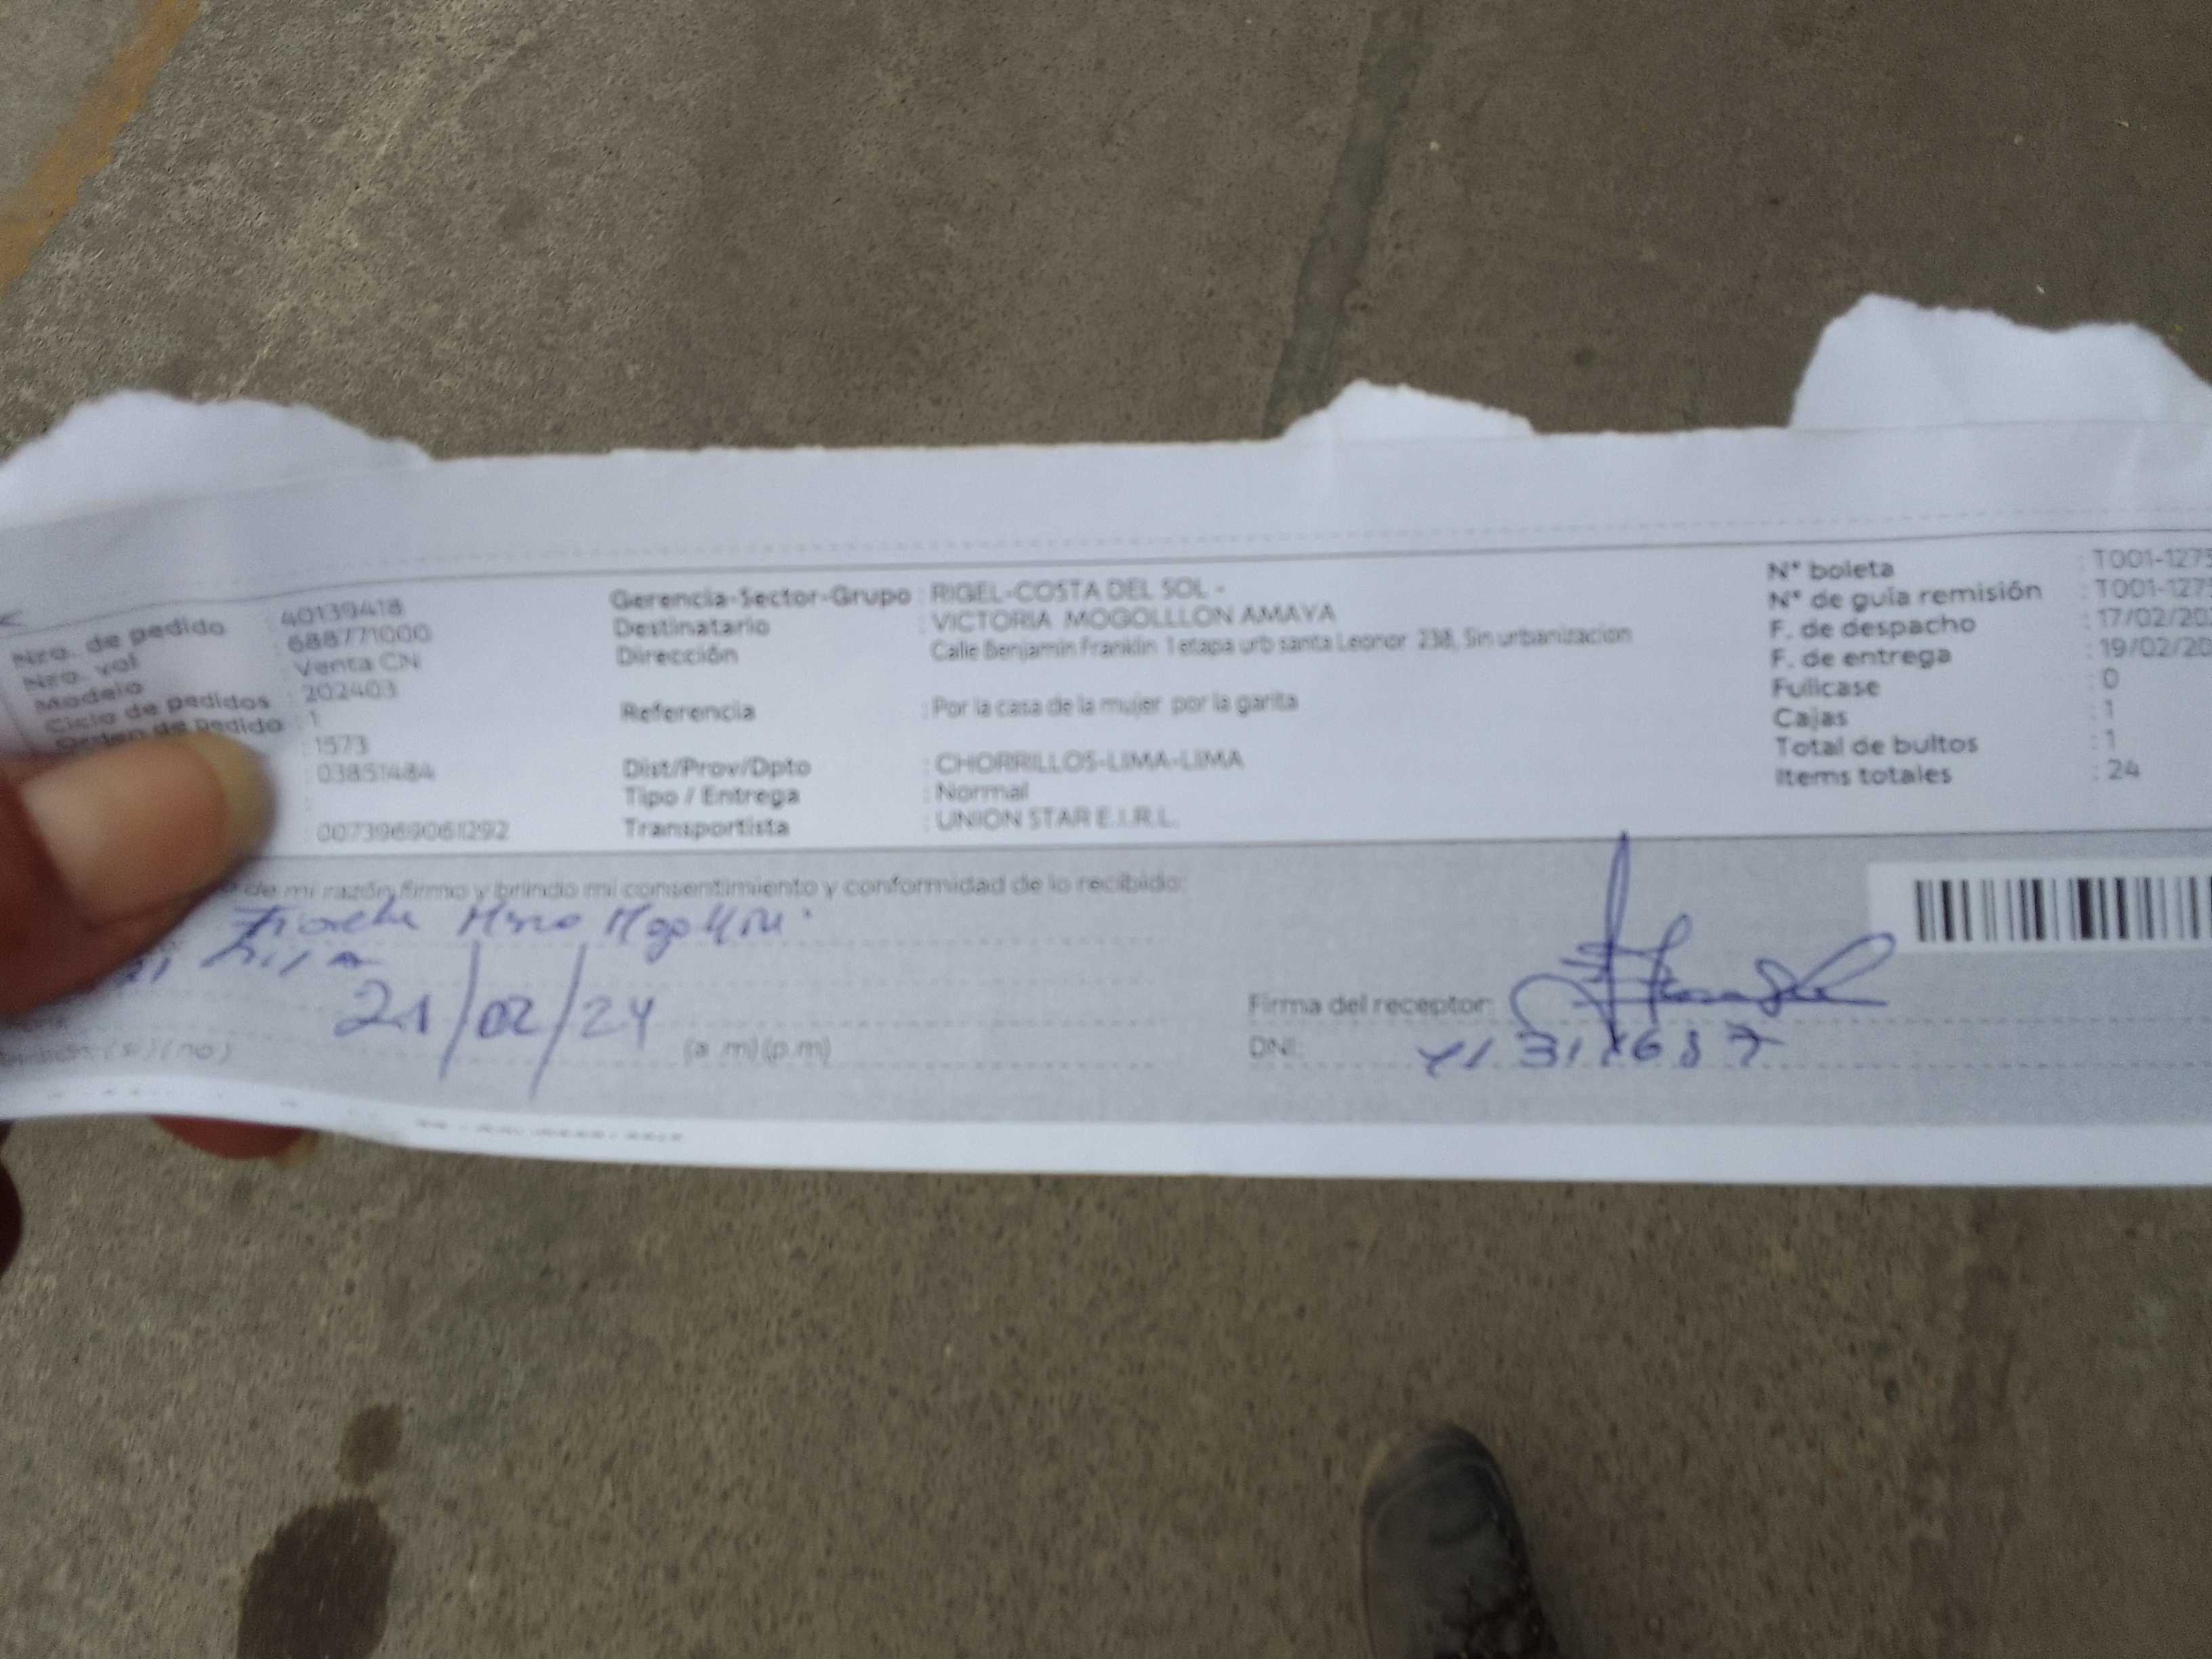 Nro. de pedido : 40139418
Nro. vol : 688771000
Modelo : Venta CN
Ciclo de pedidos : 202403
Orden de pedido : 1
: 1573
: 03851484
:
: 0073969061292
Gerencia-Sector-Grupo : RIGEL-COSTA DEL SOL -
Destinatario : VICTORIA MOGOLLLON AMAYA
Dirección : Calle Benjamin Franklin 1 etapa urb santa Leonor 238, Sin urbanizacion
Referencia : Por la casa de la mujer por la garita
Dist/Prov/Dpto : CHORRILLOS-LIMA-LIMA
Tipo / Entrega : Normal
Transportista : UNION STAR E.I.R.L.
N° boleta : T001-1275
N° de guía remisión : T001-1275
F. de despacho : 17/02/20
F. de entrega : 19/02/20
Fullcase : 0
Cajas : 1
Total de bultos : 1
Items totales : 24
de mi razón firmo y brindo mi consentimiento y conformidad de lo recibido:
21/02/24
(si) (no) (a .m) (p.m)
Firma del receptor:
DNI: